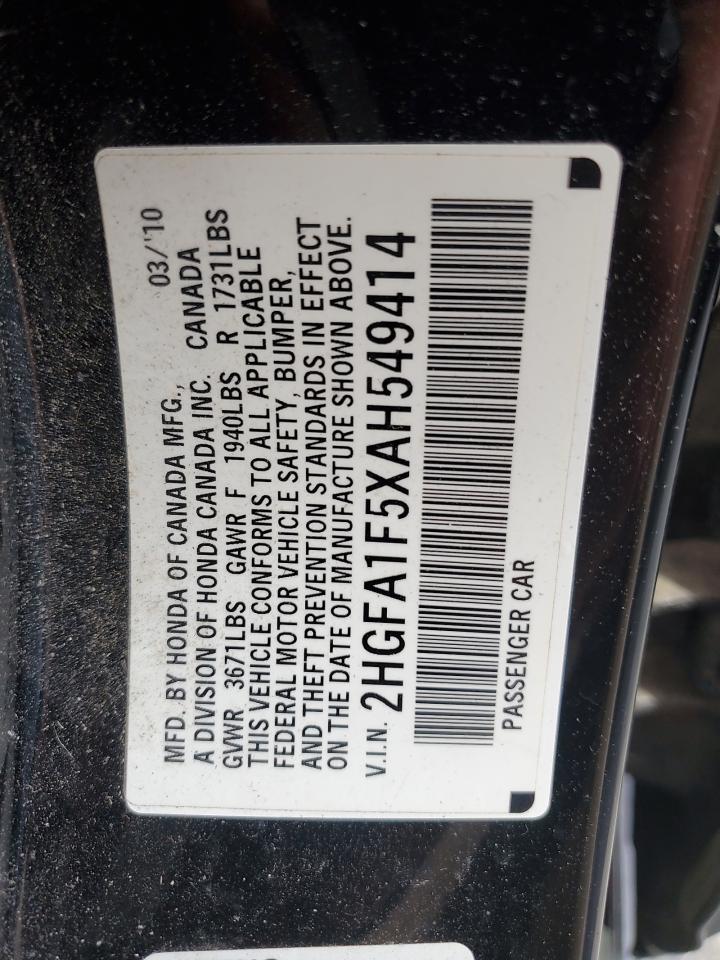 MFD. BY HONDA OF CANADA MFG., 03/'10
A DIVISION OF HONDA CANADA INC. CANADA
GVWR 3671LBS GAWR F 1940LBS R 1731LBS
THIS VEHICLE CONFORMS TO ALL APPLICABLE
FEDERAL MOTOR VEHICLE SAFETY, BUMPER,
AND THEFT PREVENTION STANDARDS IN EFFECT
ON THE DATE OF MANUFACTURE SHOWN ABOVE.
V.I.N. 2HGFA1F5XAH549414
PASSENGER CAR